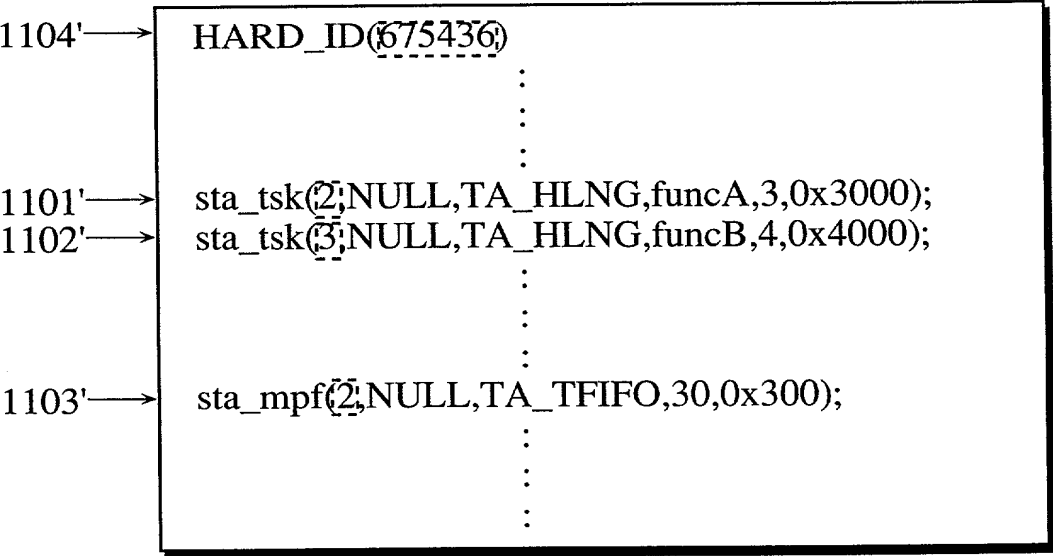 1104' HARD_ID(675436)
1101' sta_tsk(2,NULL,TA_HLNG,funcA,3,0x3000);
1102' sta_tsk(3,NULL,TA_HLNG,funcB,4,0x4000);
1103' sta_mpf(2,NULL,TA_TFIFO,30,0x300);